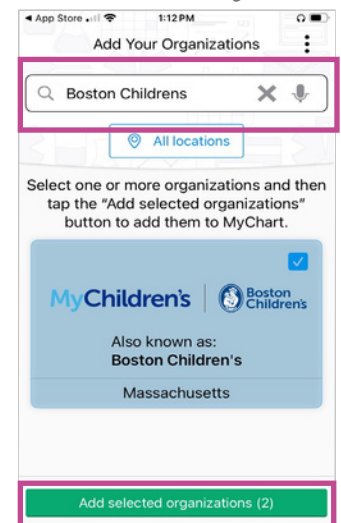 App Store
1:12 PM
Add Your Organizations
Boston Childrens
All locations
Select one or more organizations and then
tap the “Add selected organizations”
button to add them to MyChart.
MyChildren's
Boston
Children's
Also known as:
Boston Children's
Massachusetts
Add selected organizations (2)